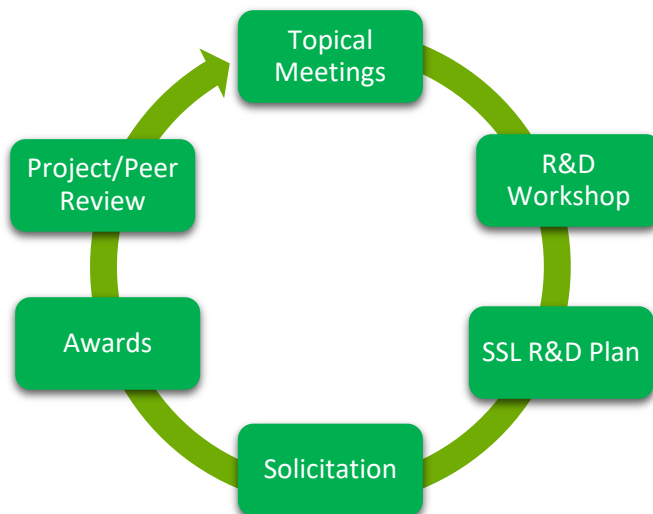 Topical
Meetings
R&D
Workshop
SSL R&D Plan
Solicitation
Awards
Project/Peer
Review